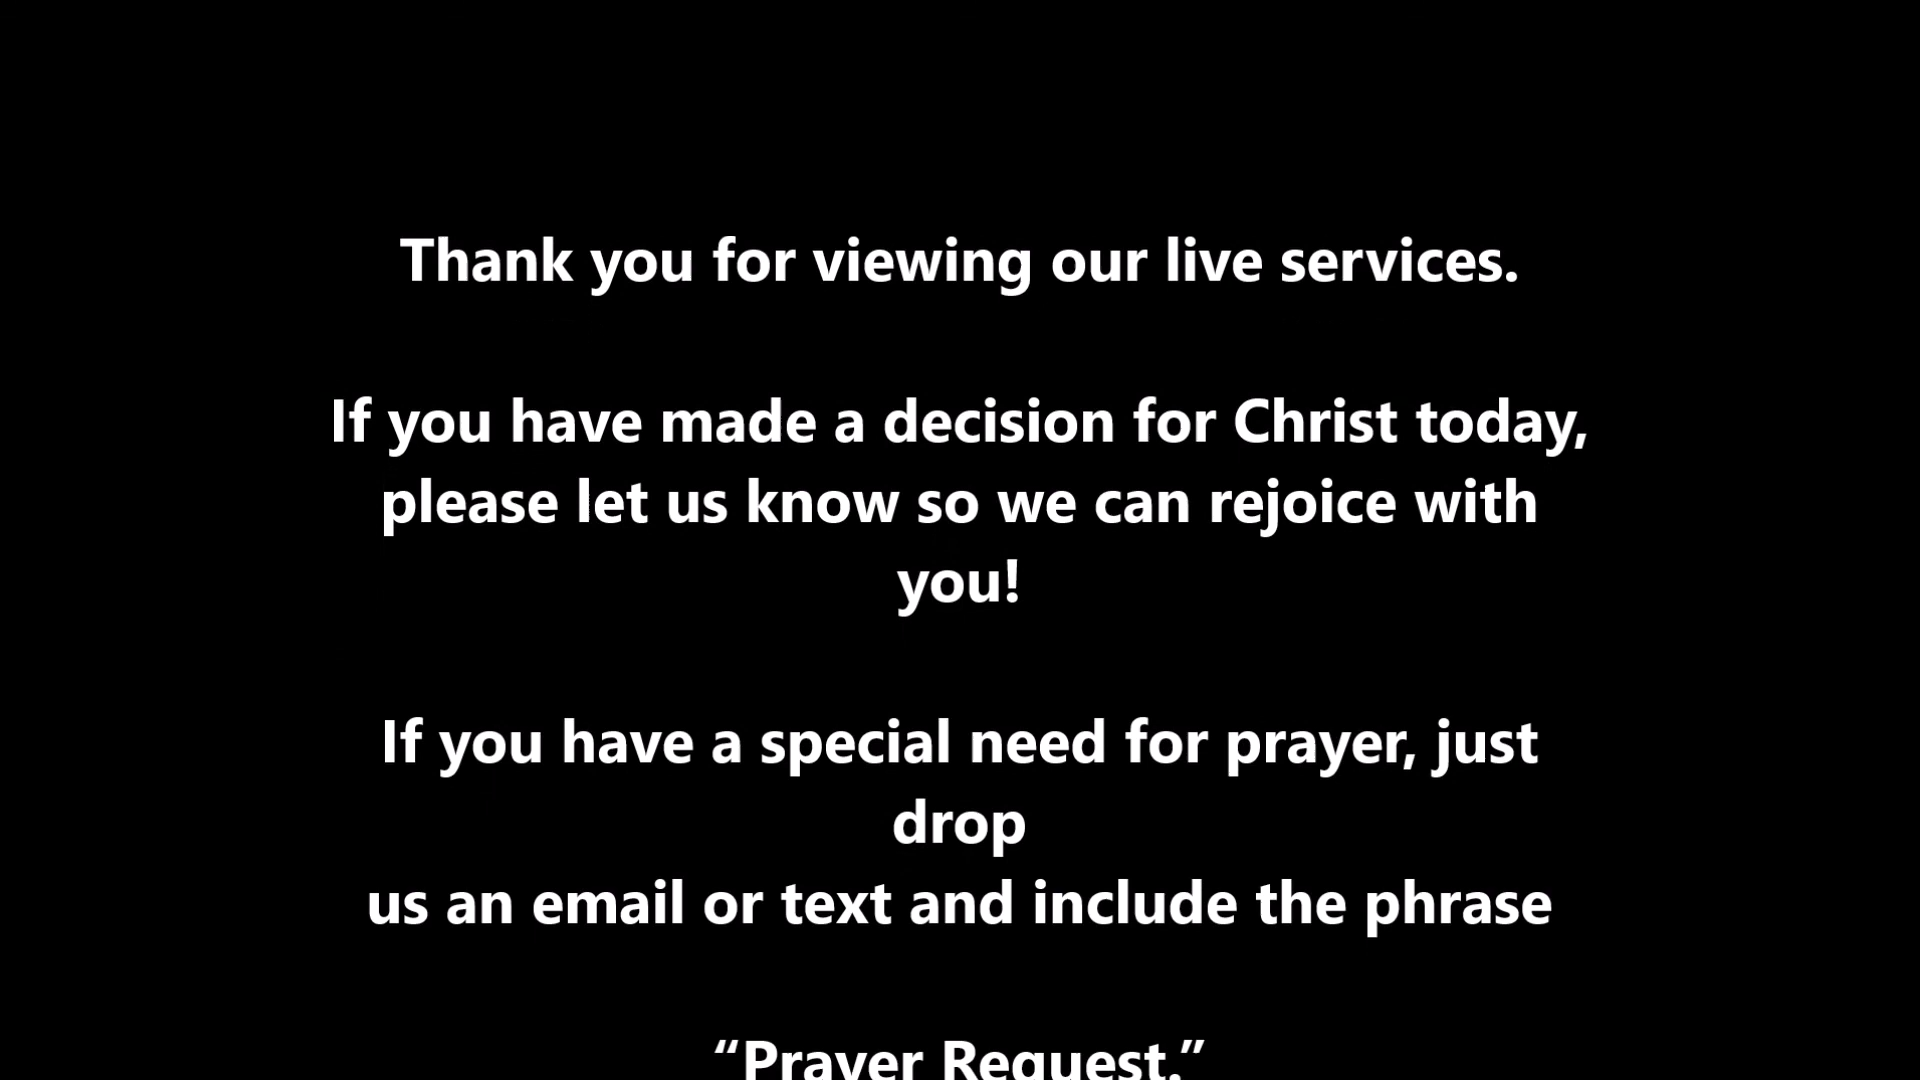 Thank you for viewing our live services.
If you have made a decision for Christ today,
please let us know so we can rejoice with
you!
If you have a special need for prayer, just
drop
us an email or text and include the phrase
“Prayer Request.”